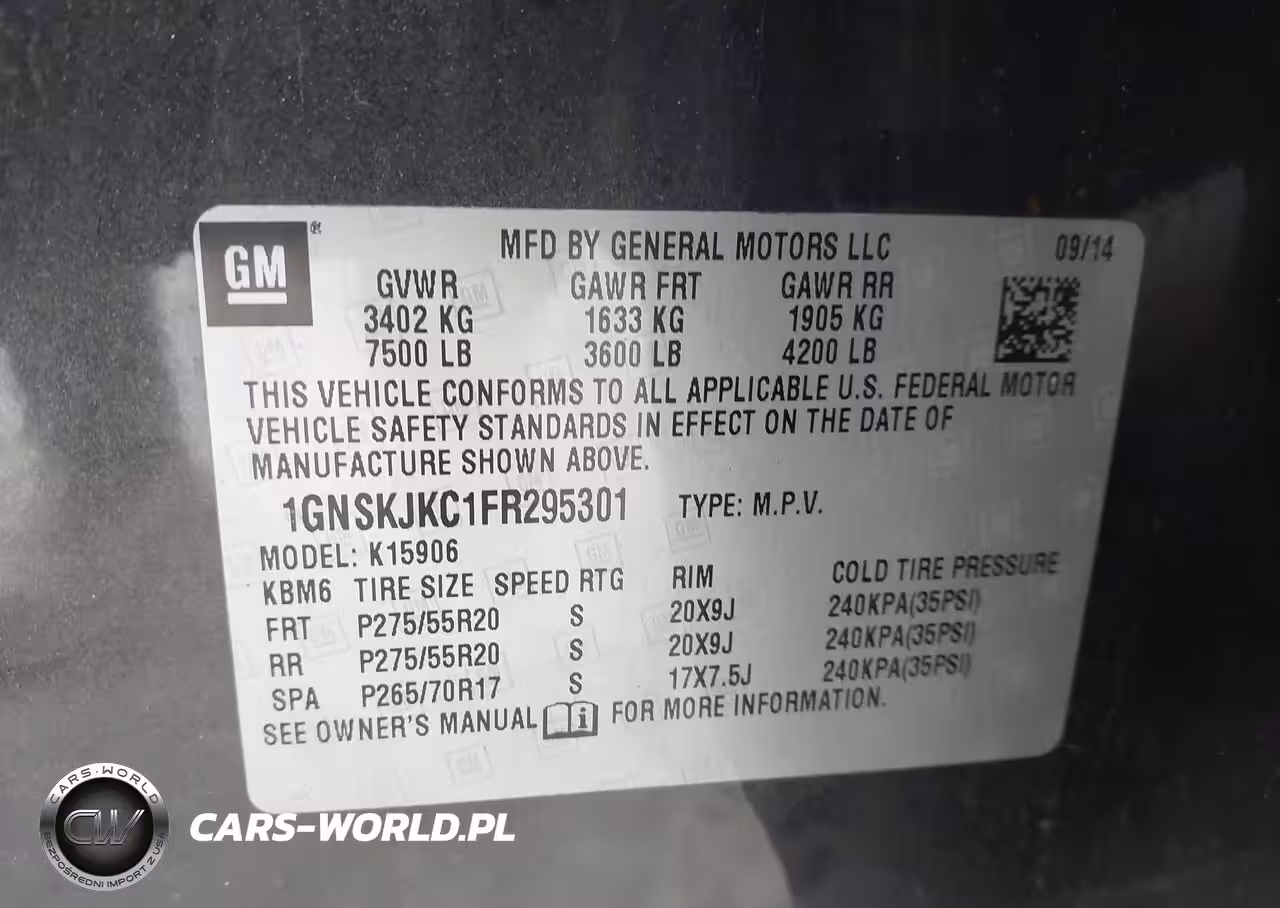 GM ®
MFD BY GENERAL MOTORS LLC 09/14
GVWR GAWR FRT GAWR RR
3402 KG 1633 KG 1905 KG
7500 LB 3600 LB 4200 LB
THIS VEHICLE CONFORMS TO ALL APPLICABLE U.S. FEDERAL MOTOR
VEHICLE SAFETY STANDARDS IN EFFECT ON THE DATE OF
MANUFACTURE SHOWN ABOVE.
1GNSKJKC1FR295301 TYPE: M.P.V.
MODEL: K15906
KBM6 TIRE SIZE SPEED RTG RIM COLD TIRE PRESSURE
FRT P275/55R20 S 20X9J 240KPA(35PSI)
RR P275/55R20 S 20X9J 240KPA(35PSI)
SPA P265/70R17 S 17X7.5J 240KPA(35PSI)
SEE OWNER'S MANUAL i FOR MORE INFORMATION.
CARS-WORLD
CW
BEZPOŚREDNI IMPORT Z USA
CARS-WORLD.PL